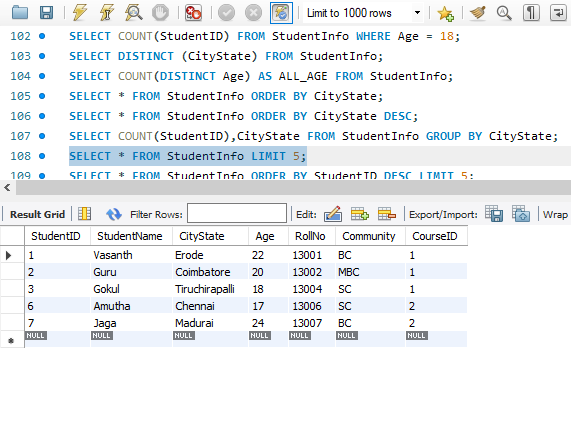 Limit to 1000 rows
102 SELECT COUNT(StudentID) FROM StudentInfo WHERE Age = 18;
103 SELECT DISTINCT (CityState) FROM StudentInfo;
104 SELECT COUNT(DISTINCT Age) AS ALL_AGE FROM StudentInfo;
105 SELECT * FROM StudentInfo ORDER BY CityState;
106 SELECT * FROM StudentInfo ORDER BY CityState DESC;
107 SELECT COUNT(StudentID),CityState FROM StudentInfo GROUP BY CityState;
108 SELECT * FROM StudentInfo LIMIT 5;
109 SELECT * FROM StudentInfo ORDER BY StudentID DESC LIMIT 5;
Result Grid Filter Rows: Edit: Export/Import: Wrap
StudentID StudentName CityState Age RollNo Community CourseID
1 Vasanth Erode 22 13001 BC 1
2 Guru Coimbatore 20 13002 MBC 1
3 Gokul Tiruchirapalli 18 13004 SC 1
6 Amutha Chennai 17 13006 SC 2
7 Jaga Madurai 24 13007 BC 2
NULL NULL NULL NULL NULL NULL NULL